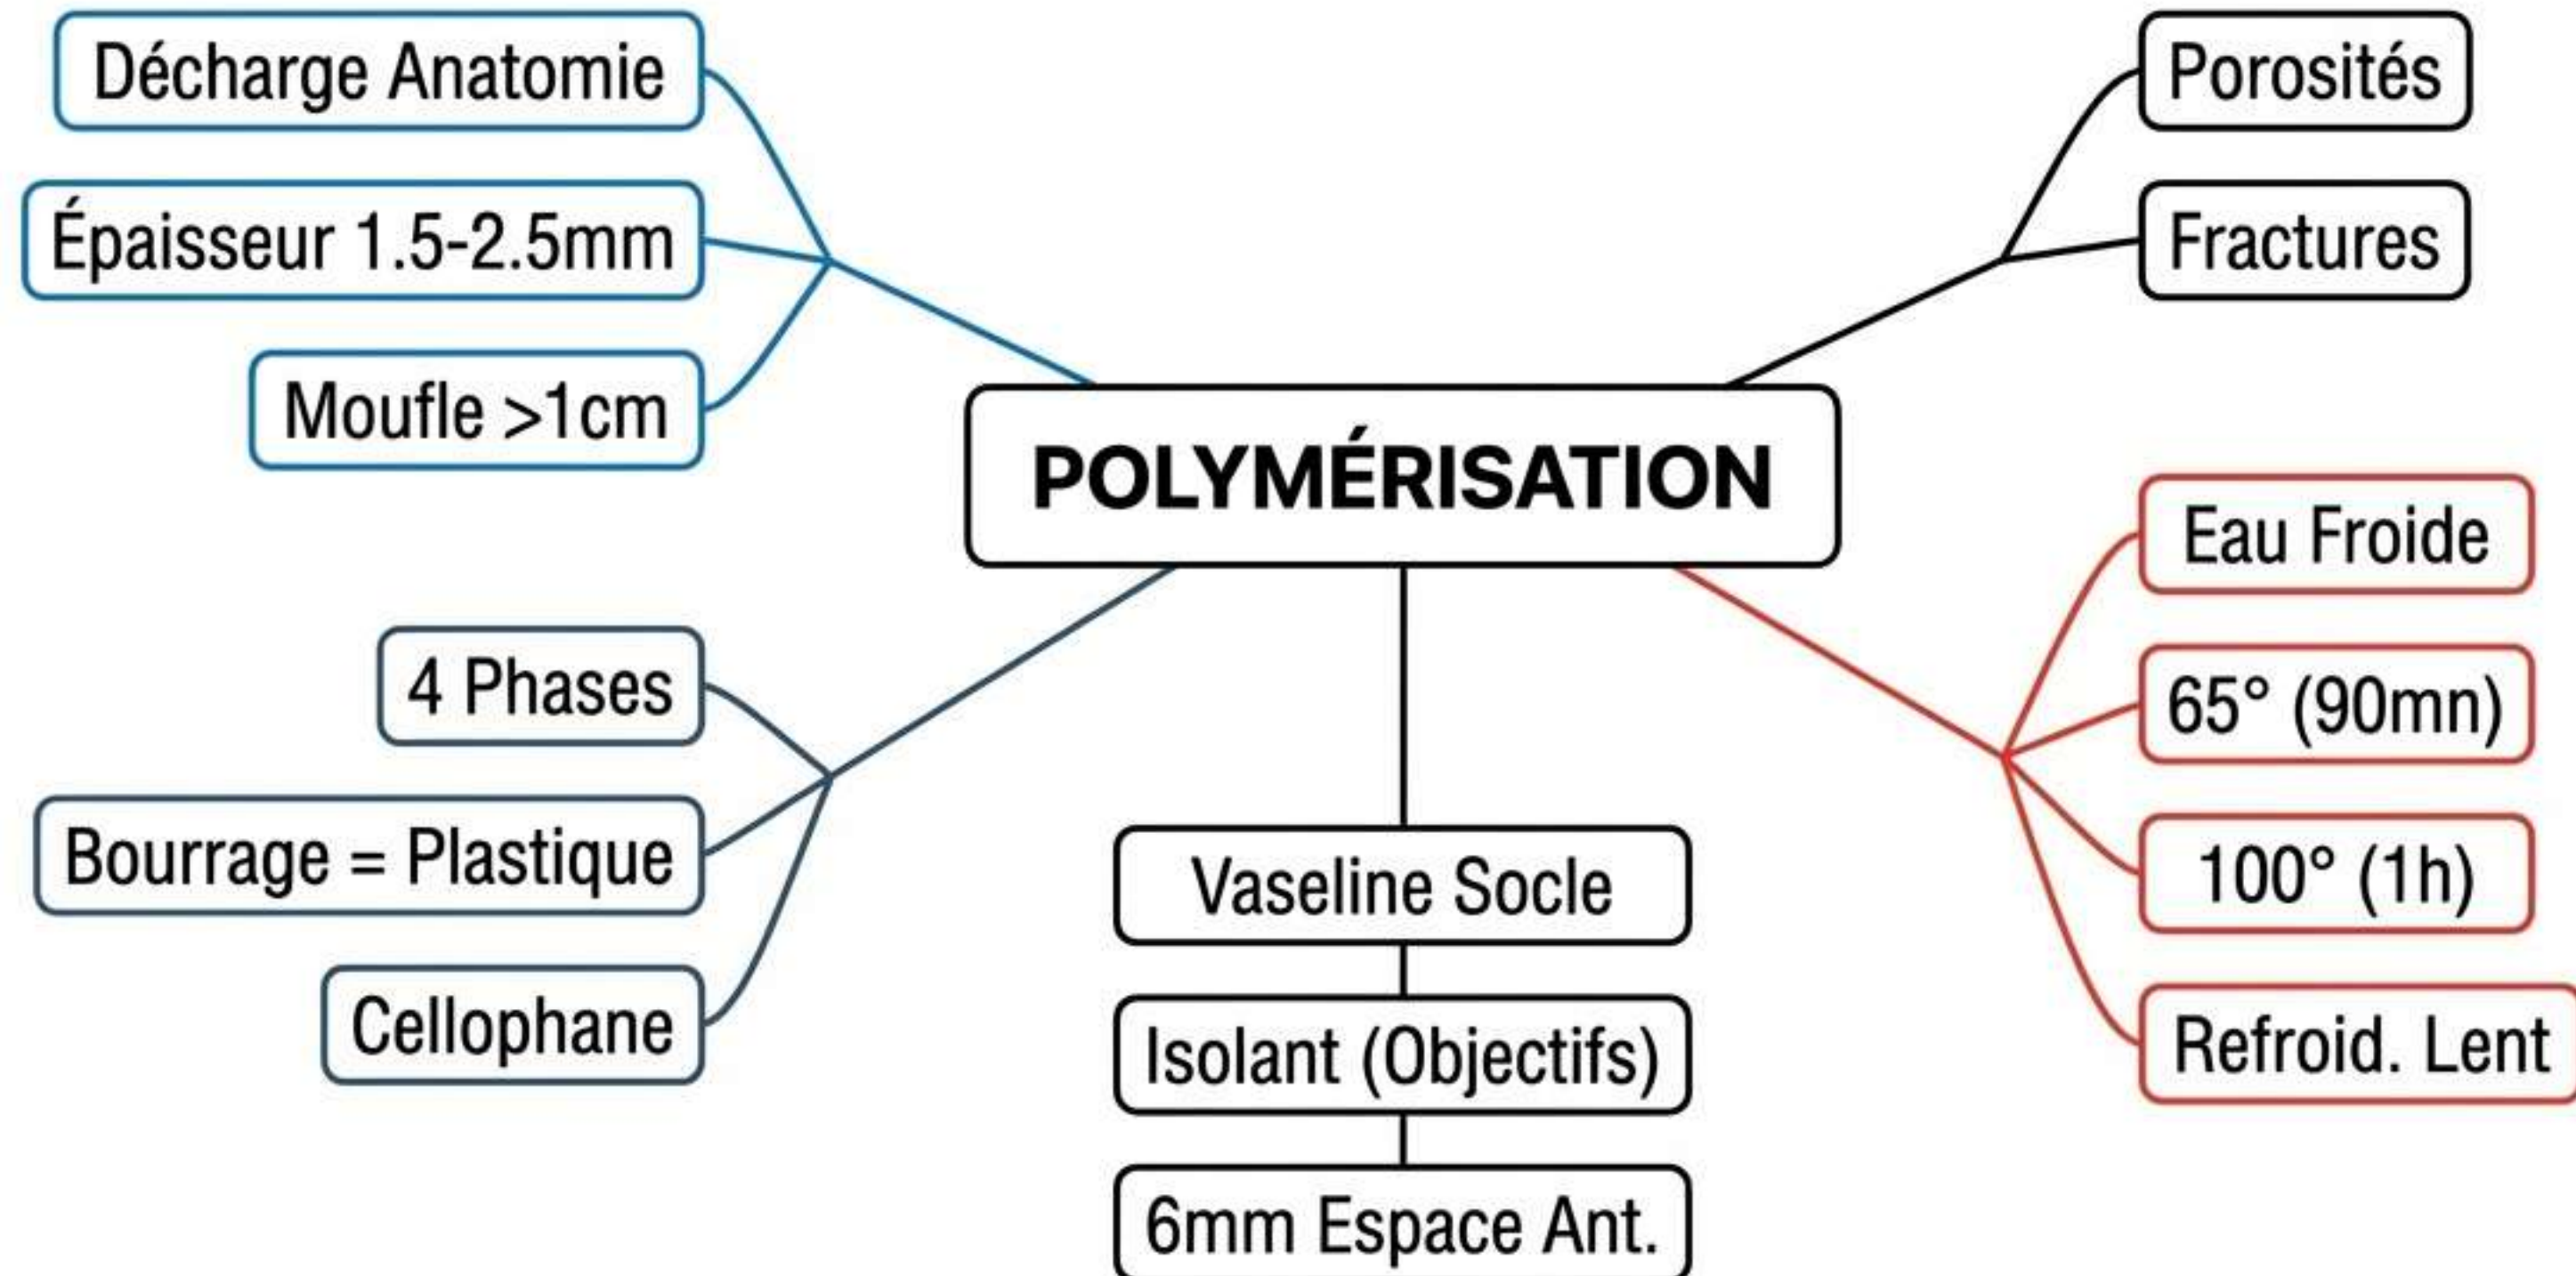 Décharge Anatomie
Épaisseur 1.5-2.5mm
Moufle >1cm
Porosités
Fractures
POLYMÉRISATION
4 Phases
Bourrage = Plastique
Cellophane
Vaseline Socle
Isolant (Objectifs)
6mm Espace Ant.
Eau Froide
65° (90mn)
100° (1h)
Refroid. Lent